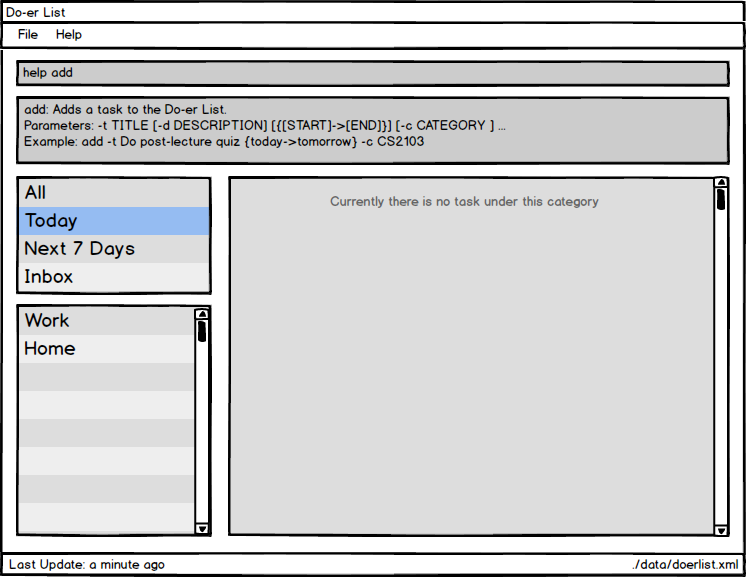 Do-er List
File Help
help add
add: Adds a task to the Do-er List.
Parameters: -t TITLE [-d DESCRIPTION] [{[START]->[END]}] [-c CATEGORY ] ...
Example: add -t Do post-lecture quiz {today->tomorrow} -c CS2103
All
Today
Next 7 Days
Inbox
Work
Home
Currently there is no task under this category
Last Update: a minute ago
./data/doerlist.xml